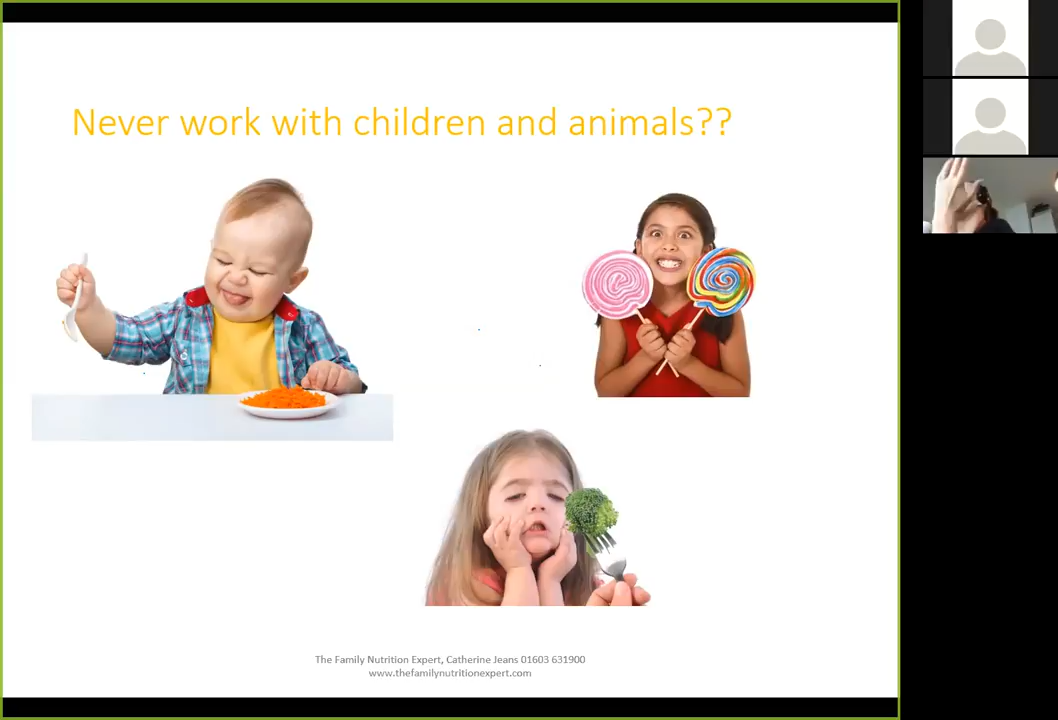 Never work with children and animals??
The Family Nutrition Expert, Catherine Jeans 01603 631900
www.thefamilynutritionexpert.com